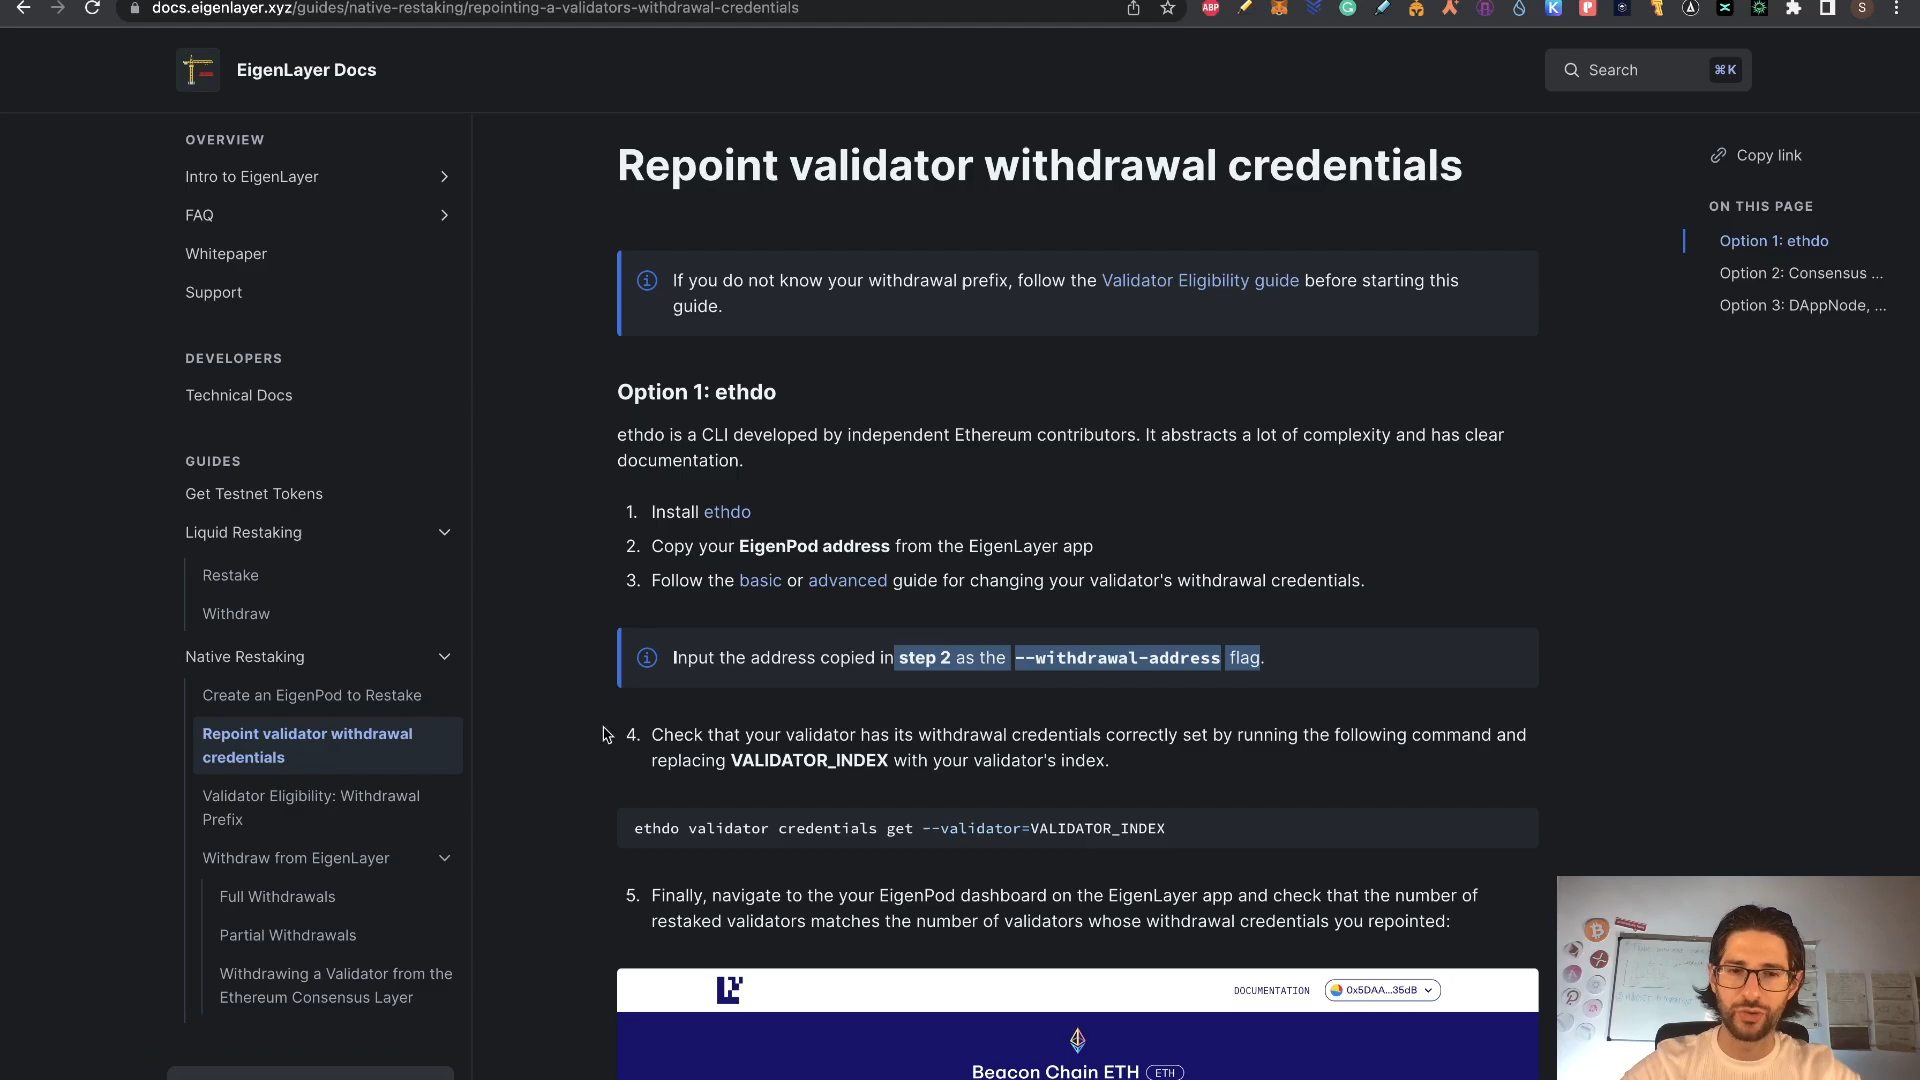 docs.eigenlayer.xyz/guides/native-restaking/repointing-a-validators-withdrawal-credentials
ABP
K
S
EigenLayer Docs
Search
⌘K
OVERVIEW
Intro to EigenLayer
FAQ
Whitepaper
Support
DEVELOPERS
Technical Docs
GUIDES
Get Testnet Tokens
Liquid Restaking
Restake
Withdraw
Native Restaking
Create an EigenPod to Restake
Repoint validator withdrawal
credentials
Validator Eligibility: Withdrawal
Prefix
Withdraw from EigenLayer
Full Withdrawals
Partial Withdrawals
Withdrawing a Validator from the
Ethereum Consensus Layer
Repoint validator withdrawal credentials
If you do not know your withdrawal prefix, follow the Validator Eligibility guide before starting this
guide.
Option 1: ethdo
ethdo is a CLI developed by independent Ethereum contributors. It abstracts a lot of complexity and has clear
documentation.
1. Install ethdo
2. Copy your EigenPod address from the EigenLayer app
3. Follow the basic or advanced guide for changing your validator's withdrawal credentials.
Input the address copied in step 2 as the --withdrawal-address flag.
4. Check that your validator has its withdrawal credentials correctly set by running the following command and
replacing VALIDATOR_INDEX with your validator's index.
ethdo validator credentials get --validator=VALIDATOR_INDEX
5. Finally, navigate to the your EigenPod dashboard on the EigenLayer app and check that the number of
restaked validators matches the number of validators whose withdrawal credentials you repointed:
DOCUMENTATION
0x5DAA...35dB
Beacon Chain ETH
ETH
Copy link
ON THIS PAGE
Option 1: ethdo
Option 2: Consensus ...
Option 3: DAppNode, ...